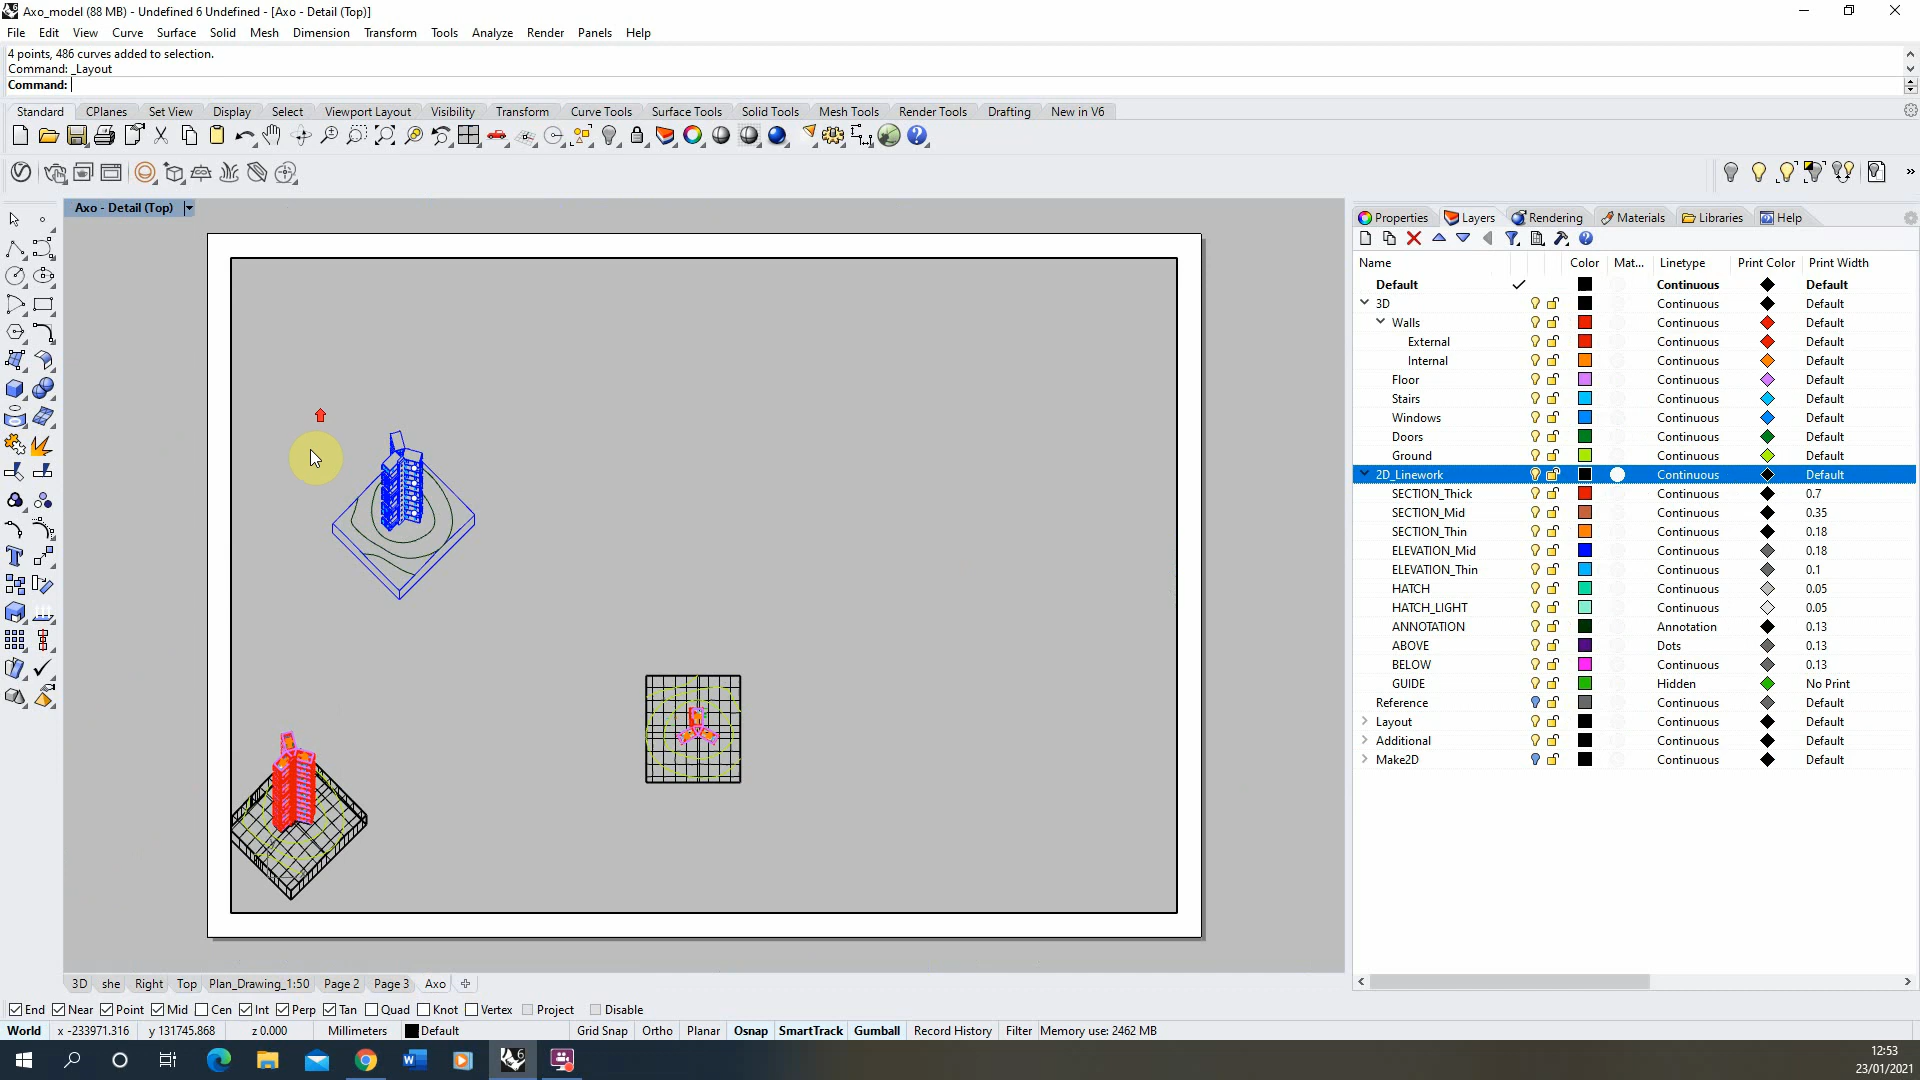 Axo_model (88 MB) - Undefined 6 Undefined - [Axo - Detail (Top)]
File Edit View Curve Surface Solid Mesh Dimension Transform Tools Analyze Render Panels Help
4 points, 486 curves added to selection.
Command: _Layout
Command:
Standard CPlanes Set View Display Select Viewport Layout Visibility Transform Curve Tools Surface Tools Solid Tools Mesh Tools Render Tools Drafting New in V6
Axo - Detail (Top)
Properties Layers Rendering Materials Libraries Help
Name Color Mat... Linetype Print Color Print Width
Default Continuous Default
3D Continuous Default
Walls Continuous Default
External Continuous Default
Internal Continuous Default
Floor Continuous Default
Stairs Continuous Default
Windows Continuous Default
Doors Continuous Default
Ground Continuous Default
2D_Linework Continuous Default
SECTION_Thick Continuous 0.7
SECTION_Mid Continuous 0.35
SECTION_Thin Continuous 0.18
ELEVATION_Mid Continuous 0.18
ELEVATION_Thin Continuous 0.1
HATCH Continuous 0.05
HATCH_LIGHT Continuous 0.05
ANNOTATION Annotation 0.13
ABOVE Dots 0.13
BELOW Continuous 0.13
GUIDE Hidden No Print
Reference Continuous Default
Layout Continuous Default
Additional Continuous Default
Make2D Continuous Default
3D she Right Top Plan_Drawing_1:50 Page 2 Page 3 Axo
End Near Point Mid Cen Int Perp Tan Quad Knot Vertex Project Disable
World x -233971.316 y 131745.868 z 0.000 Millimeters Default Grid Snap Ortho Planar Osnap SmartTrack Gumball Record History Filter Memory use: 2462 MB
12:53
23/01/2021